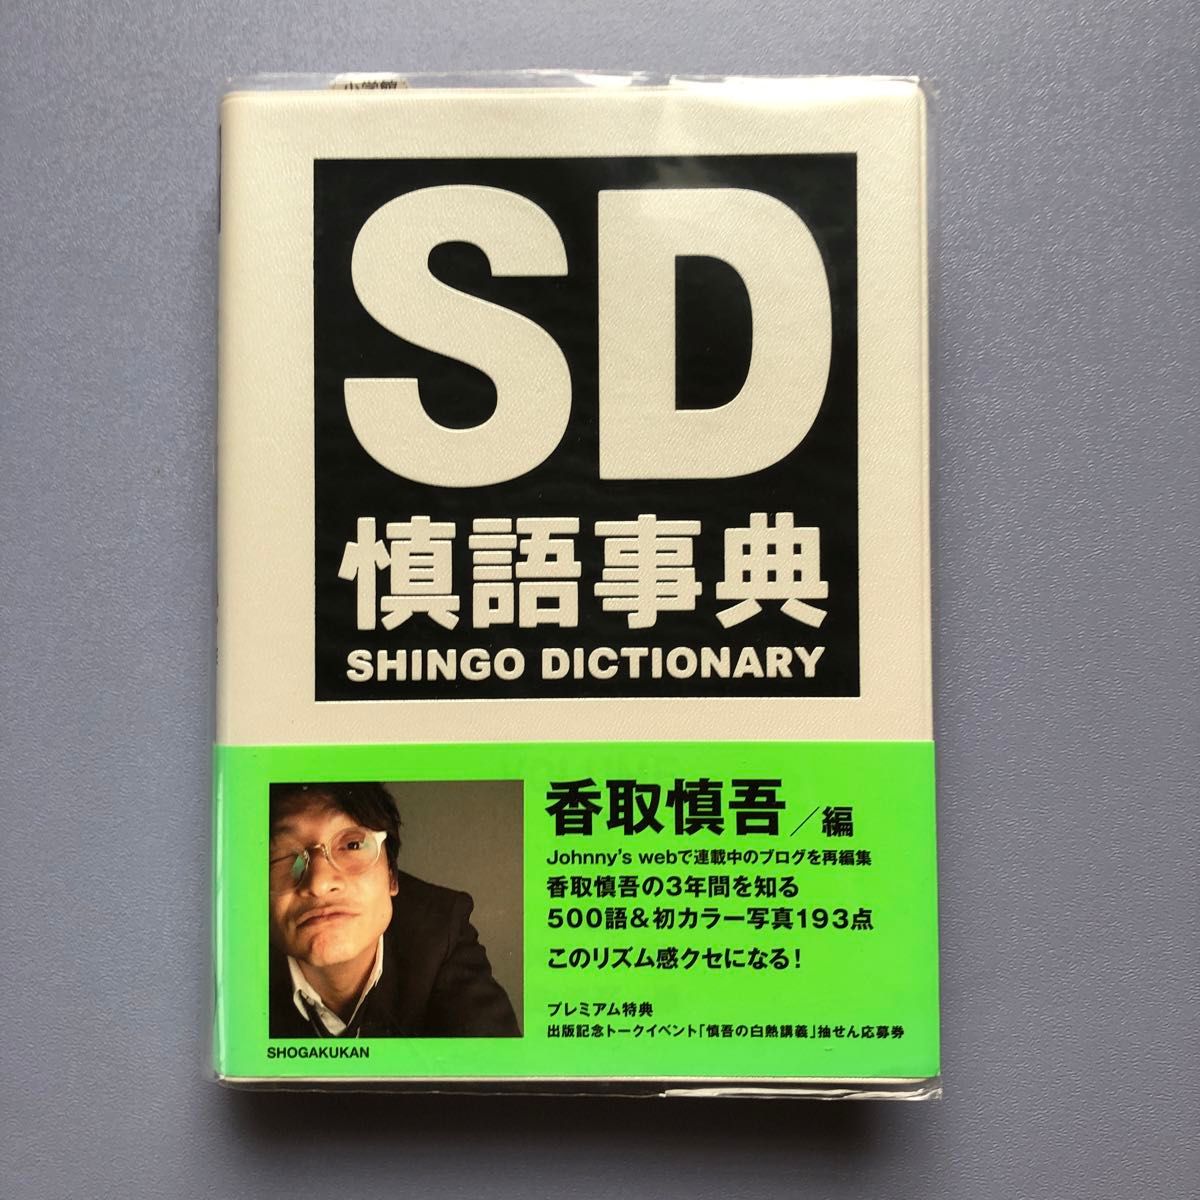 小学館
SD
慎語事典
SHINGO DICTIONARY
香取慎吾／編
Johnny's webで連載中のブログを再編集
香取慎吾の3年間を知る
500語&初カラー写真193点
このリズム感クセになる！
プレミアム特典
出版記念トークイベント「慎吾の白熱講義」抽せん応募券
SHOGAKUKAN